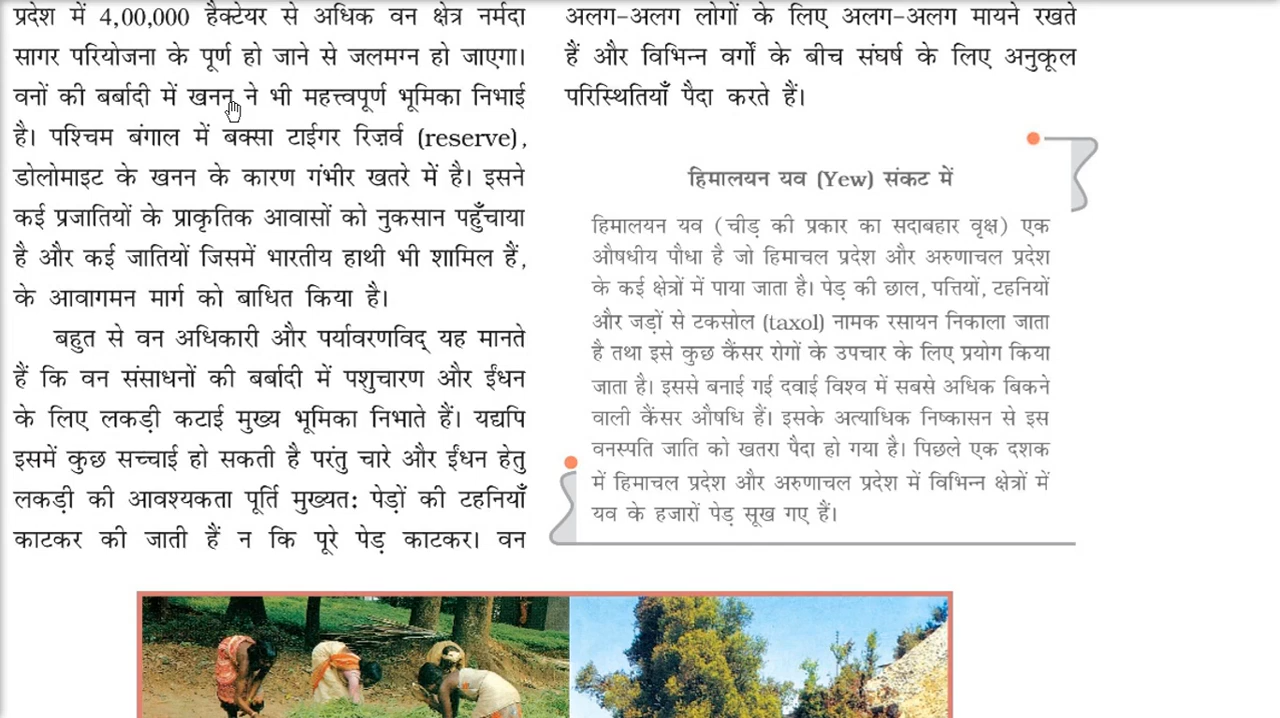 प्रदेश में 4,00,000 हैक्टेयर से अधिक वन क्षेत्र नर्मदा
सागर परियोजना के पूर्ण हो जाने से जलमग्न हो जाएगा।
वनों की बर्बादी में खनन ने भी महत्त्वपूर्ण भूमिका निभाई
है। पश्चिम बंगाल में बक्सा टाईगर रिज़र्व (reserve),
डोलोमाइट के खनन के कारण गंभीर खतरे में है। इसने
कई प्रजातियों के प्राकृतिक आवासों को नुकसान पहुँचाया
है और कई जातियों जिसमें भारतीय हाथी भी शामिल हैं,
के आवागमन मार्ग को बाधित किया है।
बहुत से वन अधिकारी और पर्यावरणविद् यह मानते
हैं कि वन संसाधनों की बर्बादी में पशुचारण और ईंधन
के लिए लकड़ी कटाई मुख्य भूमिका निभाते हैं। यद्यपि
इसमें कुछ सच्चाई हो सकती है परंतु चारे और ईंधन हेतु
लकड़ी की आवश्यकता पूर्ति मुख्यतः पेड़ों की टहनियाँ
काटकर की जाती हैं न कि पूरे पेड़ काटकर। वन
अलग-अलग लोगों के लिए अलग-अलग मायने रखते
हैं और विभिन्न वर्गों के बीच संघर्ष के लिए अनुकूल
परिस्थितियाँ पैदा करते हैं।
हिमालयन यव (Yew) संकट में
हिमालयन यव (चीड़ की प्रकार का सदाबहार वृक्ष) एक
औषधीय पौधा है जो हिमाचल प्रदेश और अरुणाचल प्रदेश
के कई क्षेत्रों में पाया जाता है। पेड़ की छाल, पत्तियों, टहनियों
और जड़ों से टकसोल (taxol) नामक रसायन निकाला जाता
है तथा इसे कुछ कैंसर रोगों के उपचार के लिए प्रयोग किया
जाता है। इससे बनाई गई दवाई विश्व में सबसे अधिक बिकने
वाली कैंसर औषधि हैं। इसके अत्याधिक निष्कासन से इस
वनस्पति जाति को खतरा पैदा हो गया है। पिछले एक दशक
में हिमाचल प्रदेश और अरुणाचल प्रदेश में विभिन्न क्षेत्रों में
यव के हजारों पेड़ सूख गए हैं।